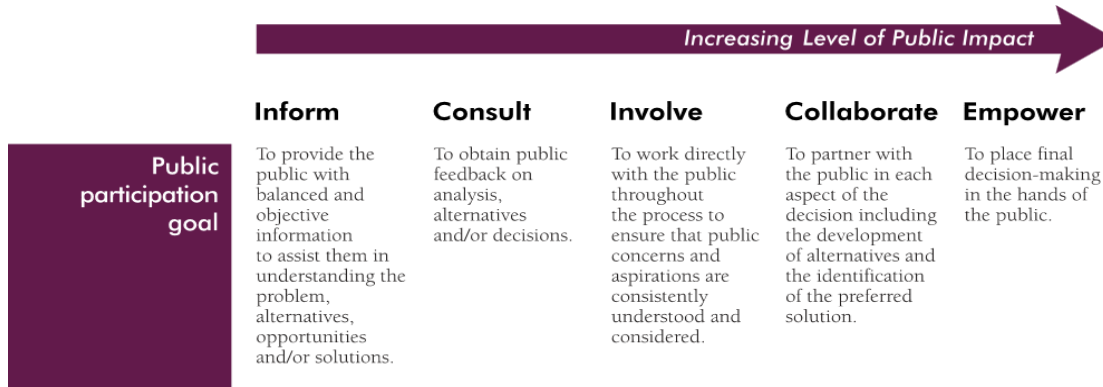 Increasing Level of Public Impact
Inform
Consult
Involve
Collaborate
Empower
Public
participation
goal
To provide the
public with
balanced and
objective
information
to assist them in
understanding the
problem,
alternatives,
opportunities
and/or solutions.
To obtain public
feedback on
analysis,
alternatives
and/or decisions.
To work directly
with the public
throughout
the process to
ensure that public
concerns and
aspirations are
consistently
understood and
considered.
To partner with
the public in each
aspect of the
decision including
the development
of alternatives and
the identification
of the preferred
solution.
To place final
decision-making
in the hands of
the public.